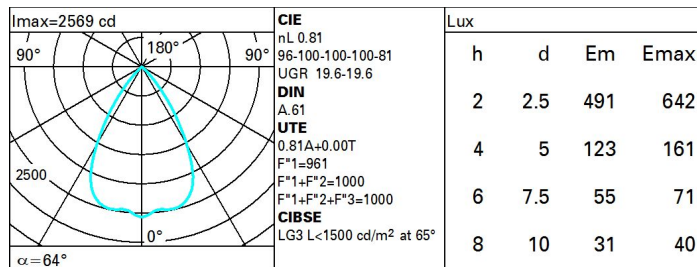 Imax=2569 cd
90° 180° 90°
2500
0°
α=64°
CIE
nL 0.81
96-100-100-100-81
UGR 19.6-19.6
DIN
A.61
UTE
0.81A+0.00T
F"1=961
F"1+F"2=1000
F"1+F"2+F"3=1000
CIBSE
LG3 L<1500 cd/m² at 65°
Lux
h d Em Emax
2 2.5 491 642
4 5 123 161
6 7.5 55 71
8 10 31 40